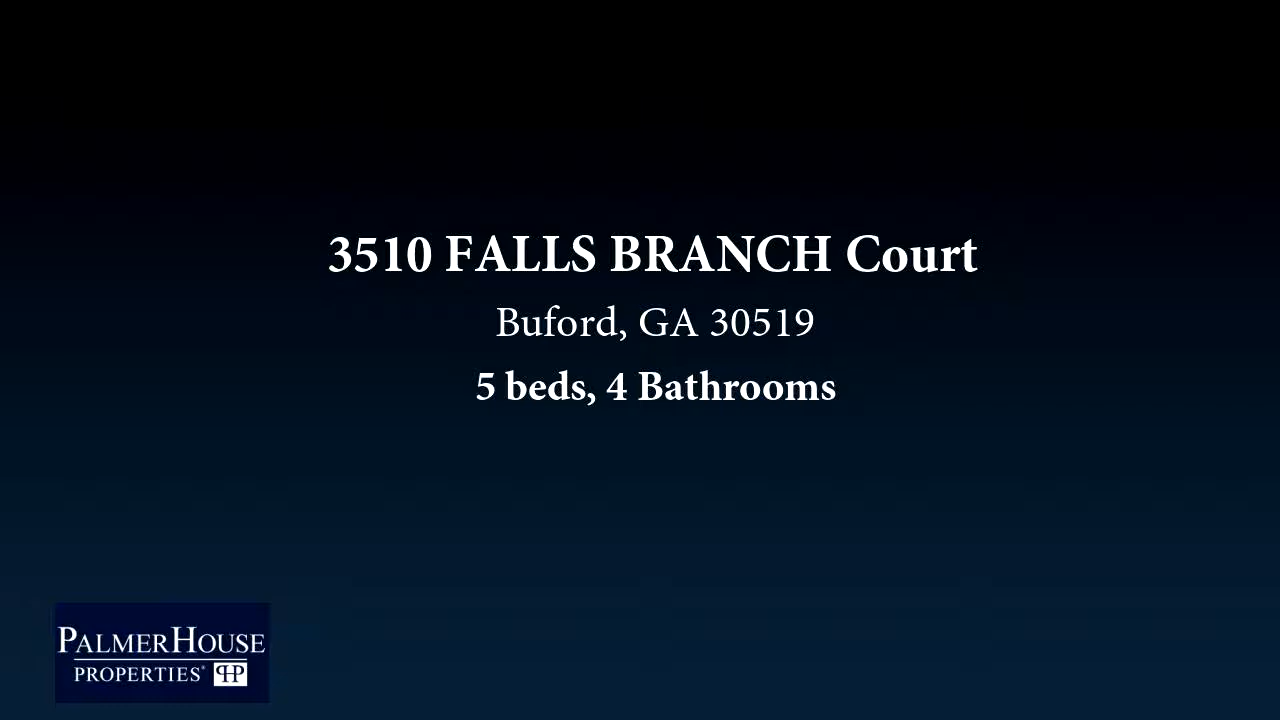 3510 FALLS BRANCH Court
Buford, GA 30519
5 beds, 4 Bathrooms
PALMERHOUSE
PROPERTIES®
PHP